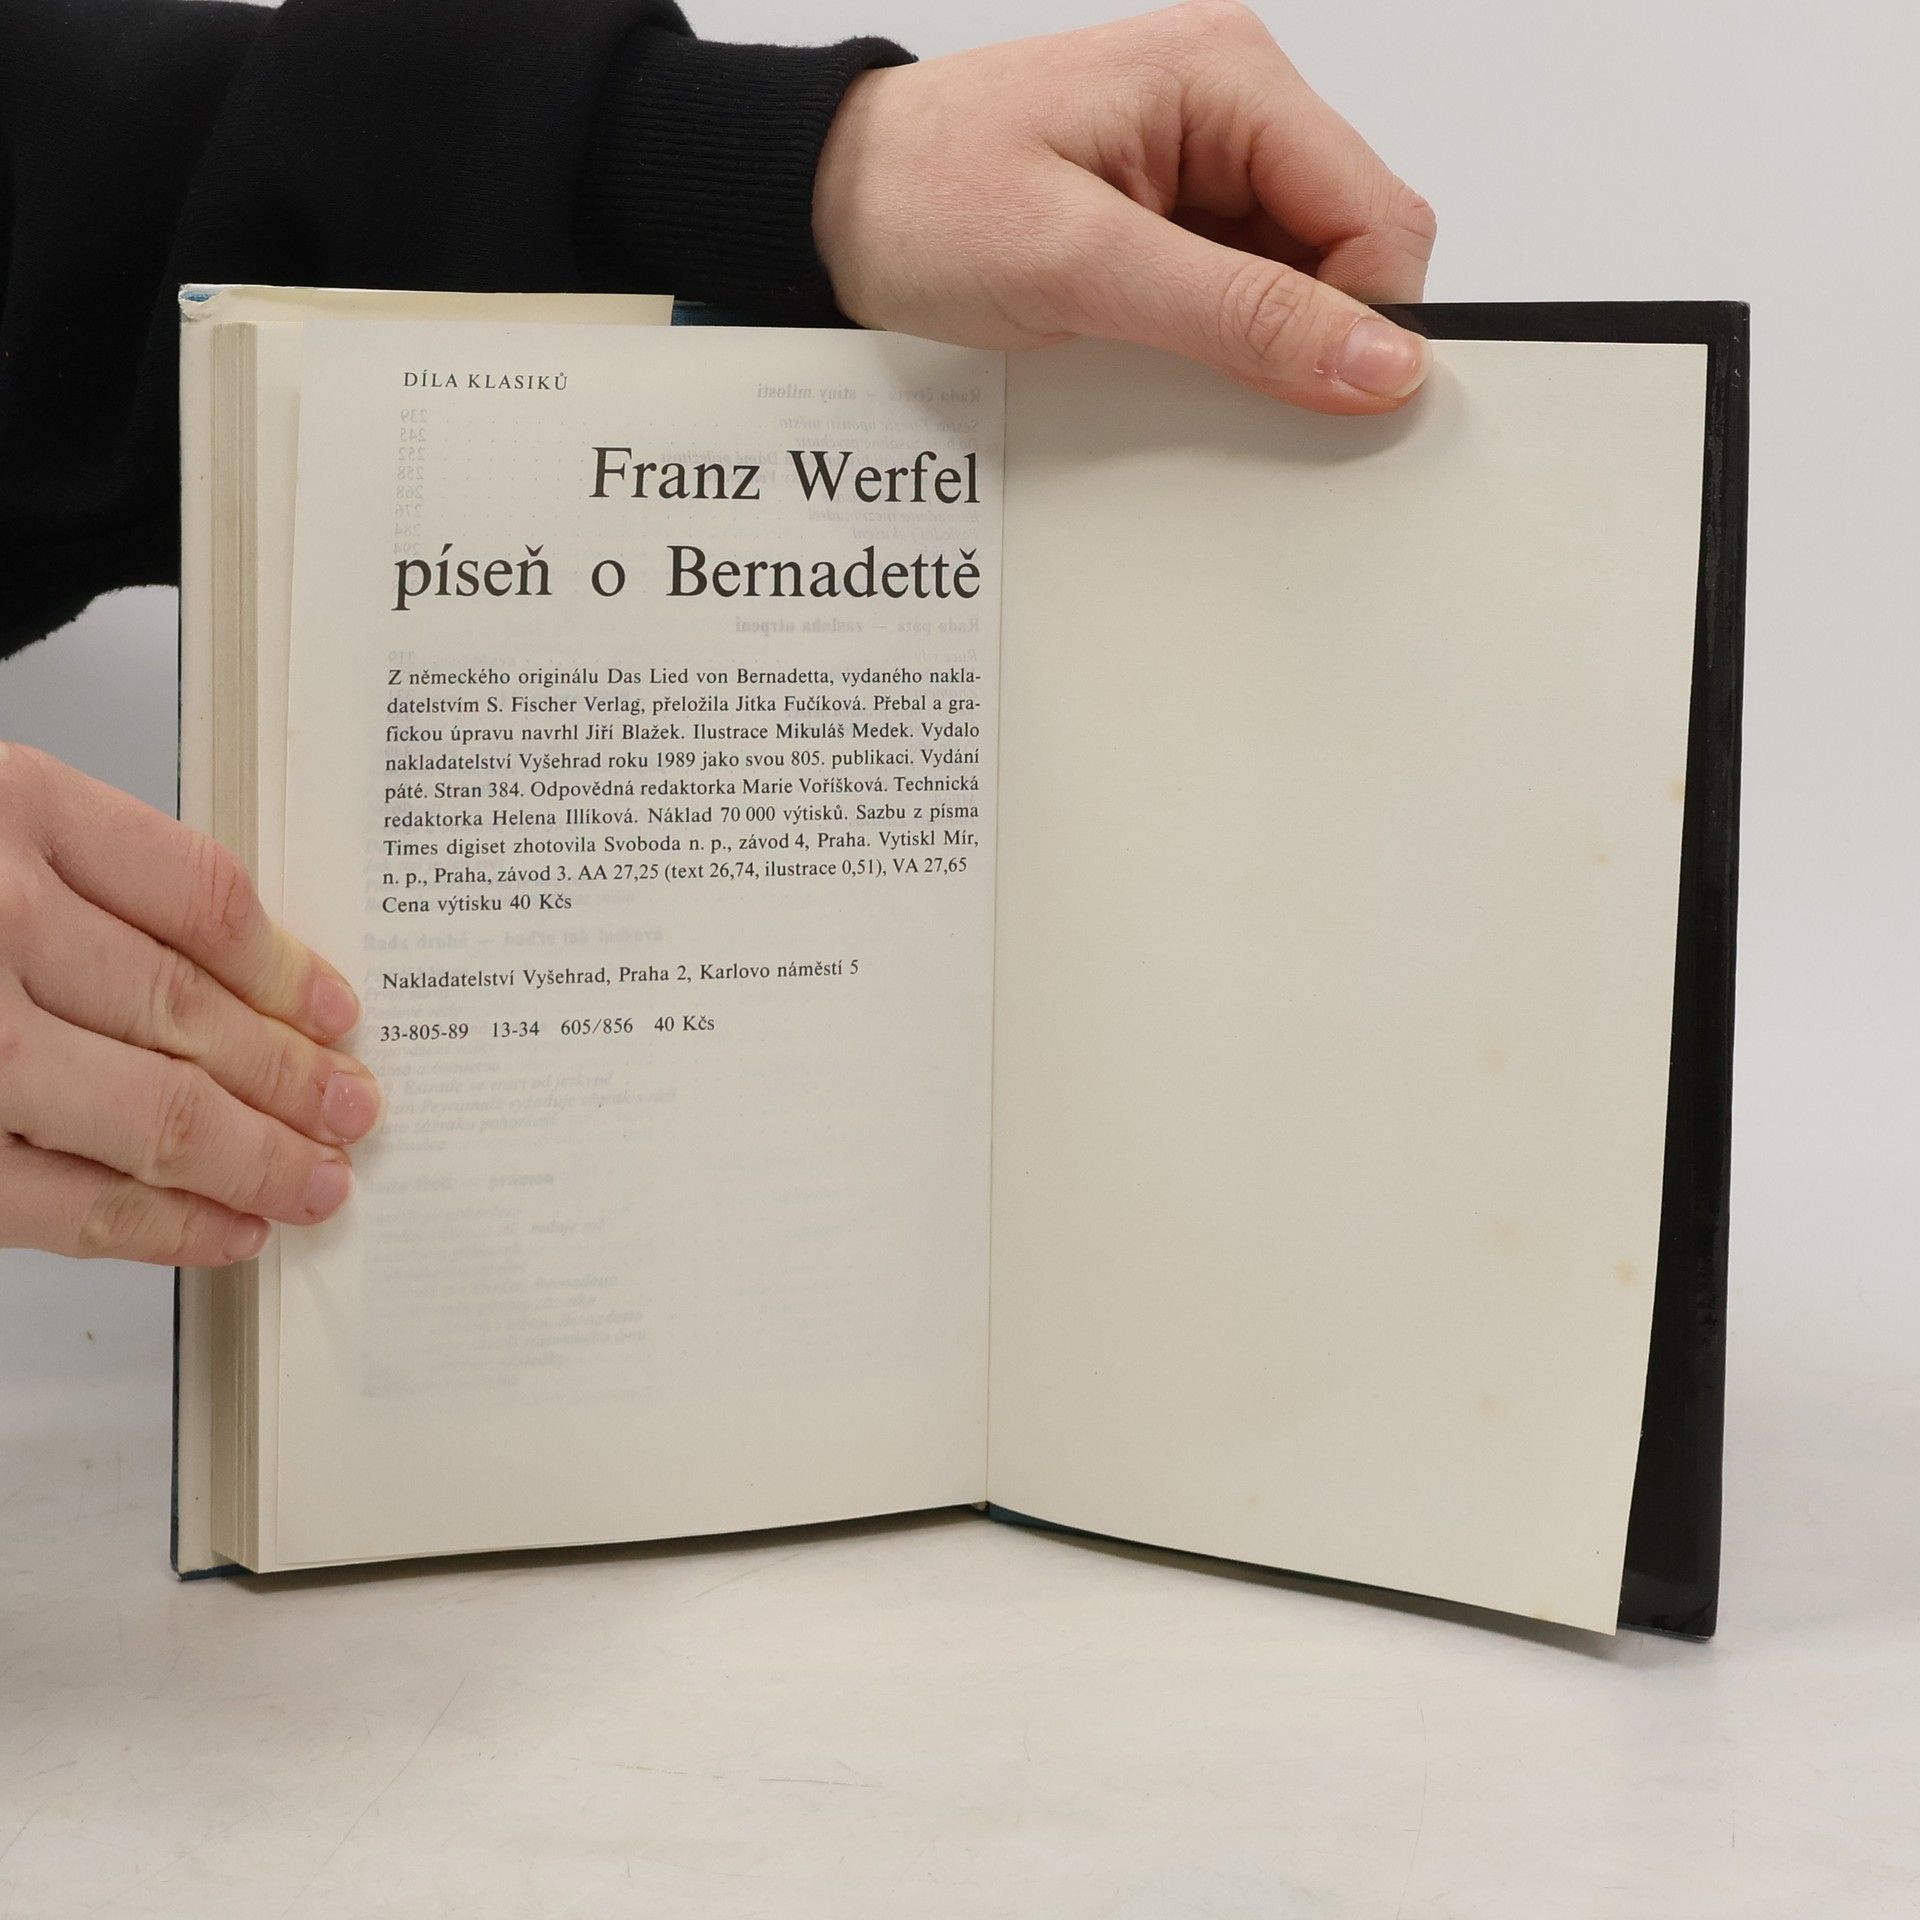 DÍLA KLASIKŮ
Franz Werfel
píseň o Bernadettě
Z německého originálu Das Lied von Bernadetta, vydaného nakla-
datelstvím S. Fischer Verlag, přeložila Jitka Fučíková. Přebal a gra-
fickou úpravu navrhl Jiří Blažek. Ilustrace Mikuláš Medek. Vydalo
nakladatelství Vyšehrad roku 1989 jako svou 805. publikaci. Vydání
páté. Stran 384. Odpovědná redaktorka Marie Voříšková. Technická
redaktorka Helena Illíková. Náklad 70 000 výtisků. Sazbu z písma
Times digiset zhotovila Svoboda n. p., závod 4, Praha. Vytiskl Mír,
n. p., Praha, závod 3. AA 27,25 (text 26,74, ilustrace 0,51), VA 27,65
Cena výtisku 40 Kčs
Nakladatelství Vyšehrad, Praha 2, Karlovo náměstí 5
33-805-89 13-34 605/856 40 Kčs